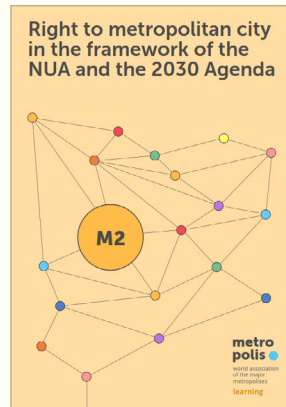 Right to metropolitan city
in the framework of the
NUA and the 2030 Agenda
M2
metro
polis
world association
of the major
metropolises
learning